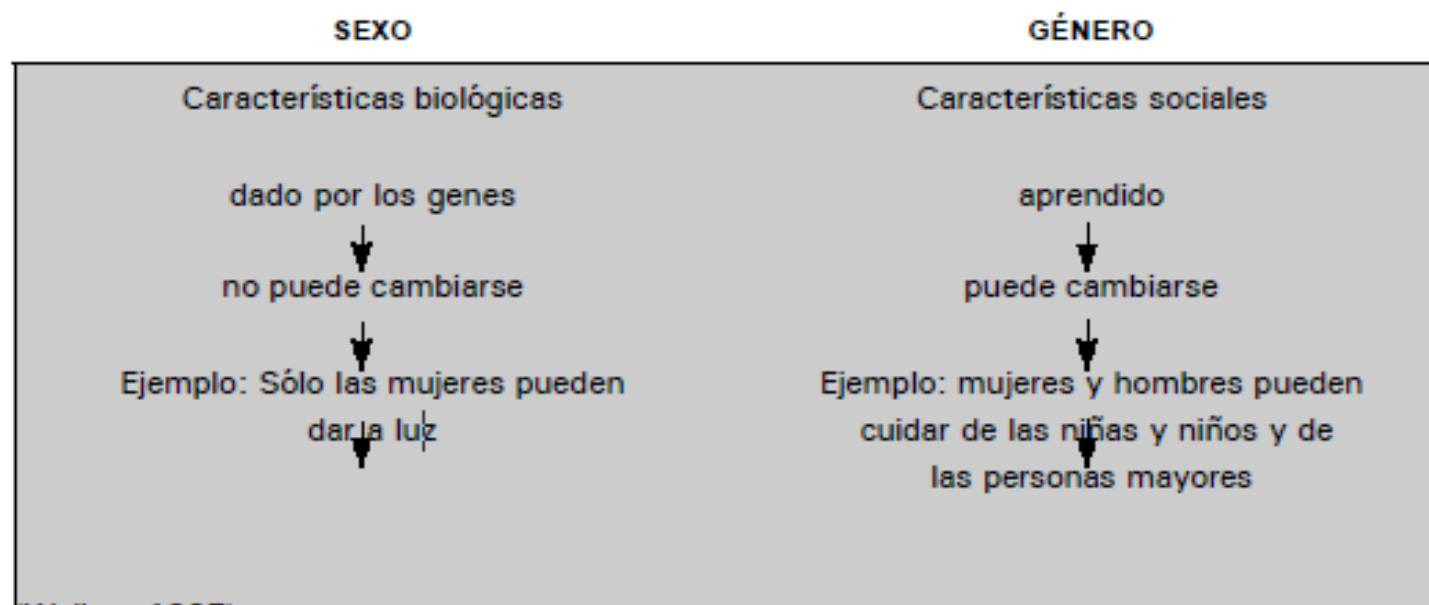 SEXO
GÉNERO
Características biológicas
Características sociales
dado por los genes
aprendido
no puede cambiarse
puede cambiarse
Ejemplo: Sólo las mujeres pueden
dar a luz
Ejemplo: mujeres y hombres pueden
cuidar de las niñas y niños y de
las personas mayores